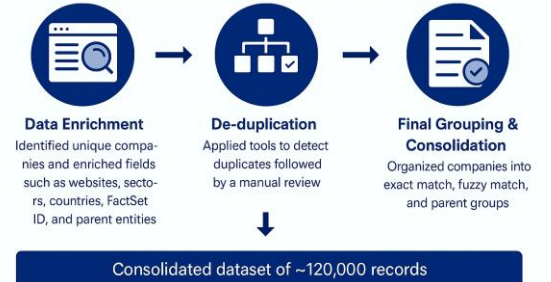 Data Enrichment
Identified unique compa-
nies and enriched fields
such as websites, secto-
rs, countries, FactSet
ID, and parent entities
De-duplication
Applied tools to detect
duplicates followed
by a manual review
Final Grouping &
Consolidation
Organized companies into
exact match, fuzzy match,
and parent groups
Consolidated dataset of ~120,000 records